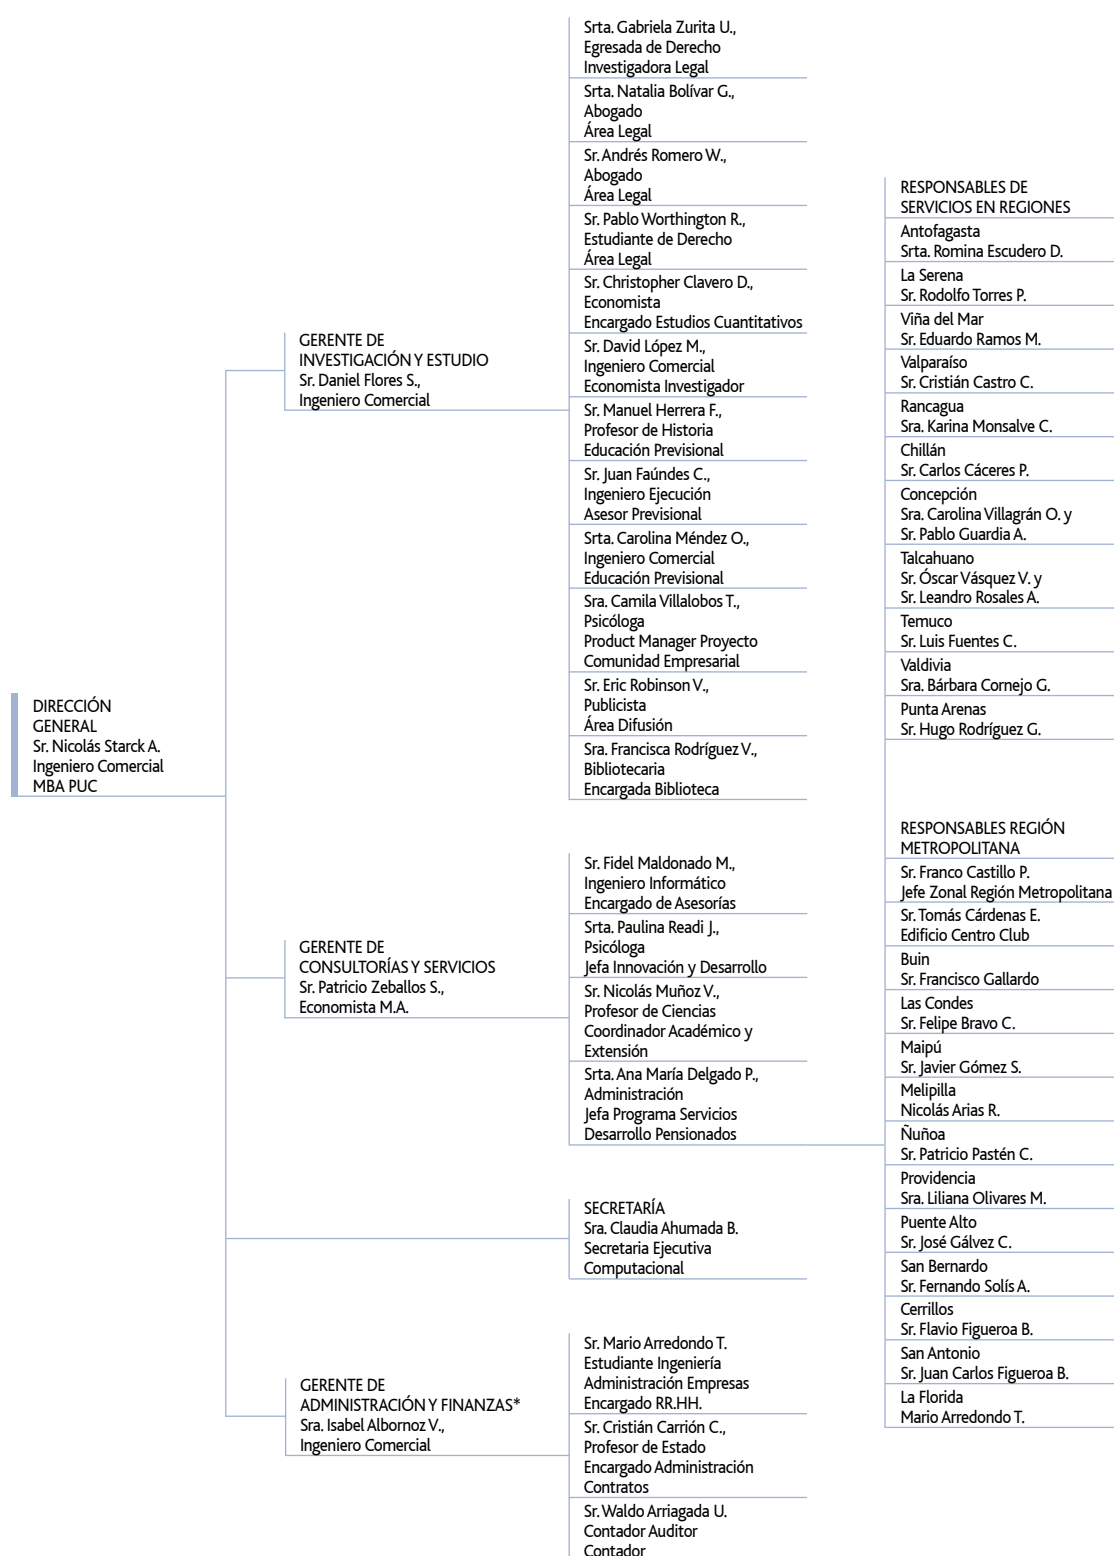 DIRECCIÓN
GENERAL
Sr. Nicolás Starck A.
Ingeniero Comercial
MBA PUC
GERENTE DE
INVESTIGACIÓN Y ESTUDIO
Sr. Daniel Flores S.,
Ingeniero Comercial
Srta. Gabriela Zurita U.,
Egresada de Derecho
Investigadora Legal
Srta. Natalia Bolívar G.,
Abogado
Área Legal
Sr. Andrés Romero W.,
Abogado
Área Legal
Sr. Pablo Worthington R.,
Estudiante de Derecho
Área Legal
Sr. Christopher Clavero D.,
Economista
Encargado Estudios Cuantitativos
Sr. David López M.,
Ingeniero Comercial
Economista Investigador
Sr. Manuel Herrera F.,
Profesor de Historia
Educación Previsional
Sr. Juan Faúndes C.,
Ingeniero Ejecución
Asesor Previsional
Srta. Carolina Méndez O.,
Ingeniero Comercial
Educación Previsional
Sra. Camila Villalobos T.,
Psicóloga
Product Manager Proyecto
Comunidad Empresarial
Sr. Eric Robinson V.,
Publicista
Área Difusión
Sra. Francisca Rodríguez V.,
Bibliotecaria
Encargada Biblioteca
GERENTE DE
CONSULTORÍAS Y SERVICIOS
Sr. Patricio Zeballos S.,
Economista M.A.
Sr. Fidel Maldonado M.,
Ingeniero Informático
Encargado de Asesorías
Srta. Paulina Readi J.,
Psicóloga
Jefa Innovación y Desarrollo
Sr. Nicolás Muñoz V.,
Profesor de Ciencias
Coordinador Académico y
Extensión
Srta. Ana María Delgado P.,
Administración
Jefa Programa Servicios
Desarrollo Pensionados
RESPONSABLES DE
SERVICIOS EN REGIONES
Antofagasta
Srta. Romina Escudero D.
La Serena
Sr. Rodolfo Torres P.
Viña del Mar
Sr. Eduardo Ramos M.
Valparaíso
Sr. Cristián Castro C.
Rancagua
Sra. Karina Monsalve C.
Chillán
Sr. Carlos Cáceres P.
Concepción
Sra. Carolina Villagrán O. y
Sr. Pablo Guardia A.
Talcahuano
Sr. Óscar Vásquez V. y
Sr. Leandro Rosales A.
Temuco
Sr. Luis Fuentes C.
Valdivia
Sra. Bárbara Cornejo G.
Punta Arenas
Sr. Hugo Rodríguez G.
RESPONSABLES REGIÓN
METROPOLITANA
Sr. Franco Castillo P.
Jefe Zonal Región Metropolitana
Sr. Tomás Cárdenas E.
Edificio Centro Club
Buin
Sr. Francisco Gallardo
Las Condes
Sr. Felipe Bravo C.
Maipú
Sr. Javier Gómez S.
Melipilla
Nicolás Arias R.
Ñuñoa
Sr. Patricio Pastén C.
Providencia
Sra. Liliana Olivares M.
Puente Alto
Sr. José Gálvez C.
San Bernardo
Sr. Fernando Solís A.
Cerrillos
Sr. Flavio Figueroa B.
San Antonio
Sr. Juan Carlos Figueroa B.
La Florida
Mario Arredondo T.
SECRETARÍA
Sra. Claudia Ahumada B.
Secretaria Ejecutiva
Computacional
GERENTE DE
ADMINISTRACIÓN Y FINANZAS*
Sra. Isabel Albornoz V.,
Ingeniero Comercial
Sr. Mario Arredondo T.
Estudiante Ingeniería
Administración Empresas
Encargado RR.HH.
Sr. Cristián Carrión C.,
Profesor de Estado
Encargado Administración
Contratos
Sr. Waldo Arriagada U.
Contador Auditor
Contador